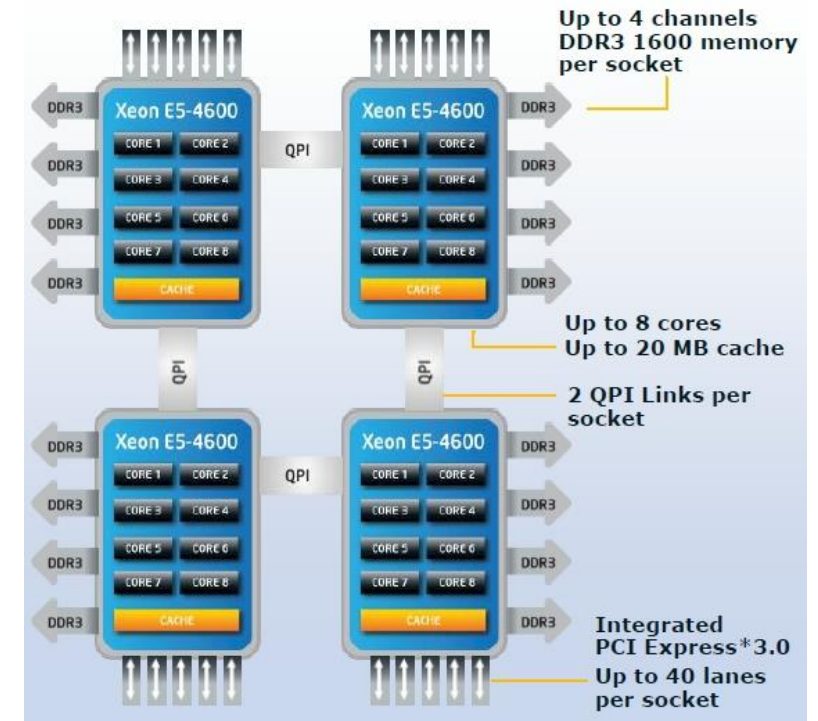 Up to 4 channels
DDR3 1600 memory
per socket
DDR3
DDR3
DDR3
DDR3
Xeon E5-4600
CORE 1 CORE 2
CORE 3 CORE 4
CORE 5 CORE 6
CORE 7 CORE 8
CACHE
QPI
Xeon E5-4600
CORE 1 CORE 2
CORE 3 CORE 4
CORE 5 CORE 6
CORE 7 CORE 8
CACHE
DDR3
DDR3
DDR3
DDR3
Up to 8 cores
Up to 20 MB cache
QPI
QPI
2 QPI Links per
socket
DDR3
DDR3
DDR3
DDR3
Xeon E5-4600
CORE 1 CORE 2
CORE 3 CORE 4
CORE 5 CORE 6
CORE 7 CORE 8
CACHE
QPI
Xeon E5-4600
CORE 1 CORE 2
CORE 3 CORE 4
CORE 5 CORE 6
CORE 7 CORE 8
CACHE
DDR3
DDR3
DDR3
DDR3
Integrated
PCI Express*3.0
Up to 40 lanes
per socket